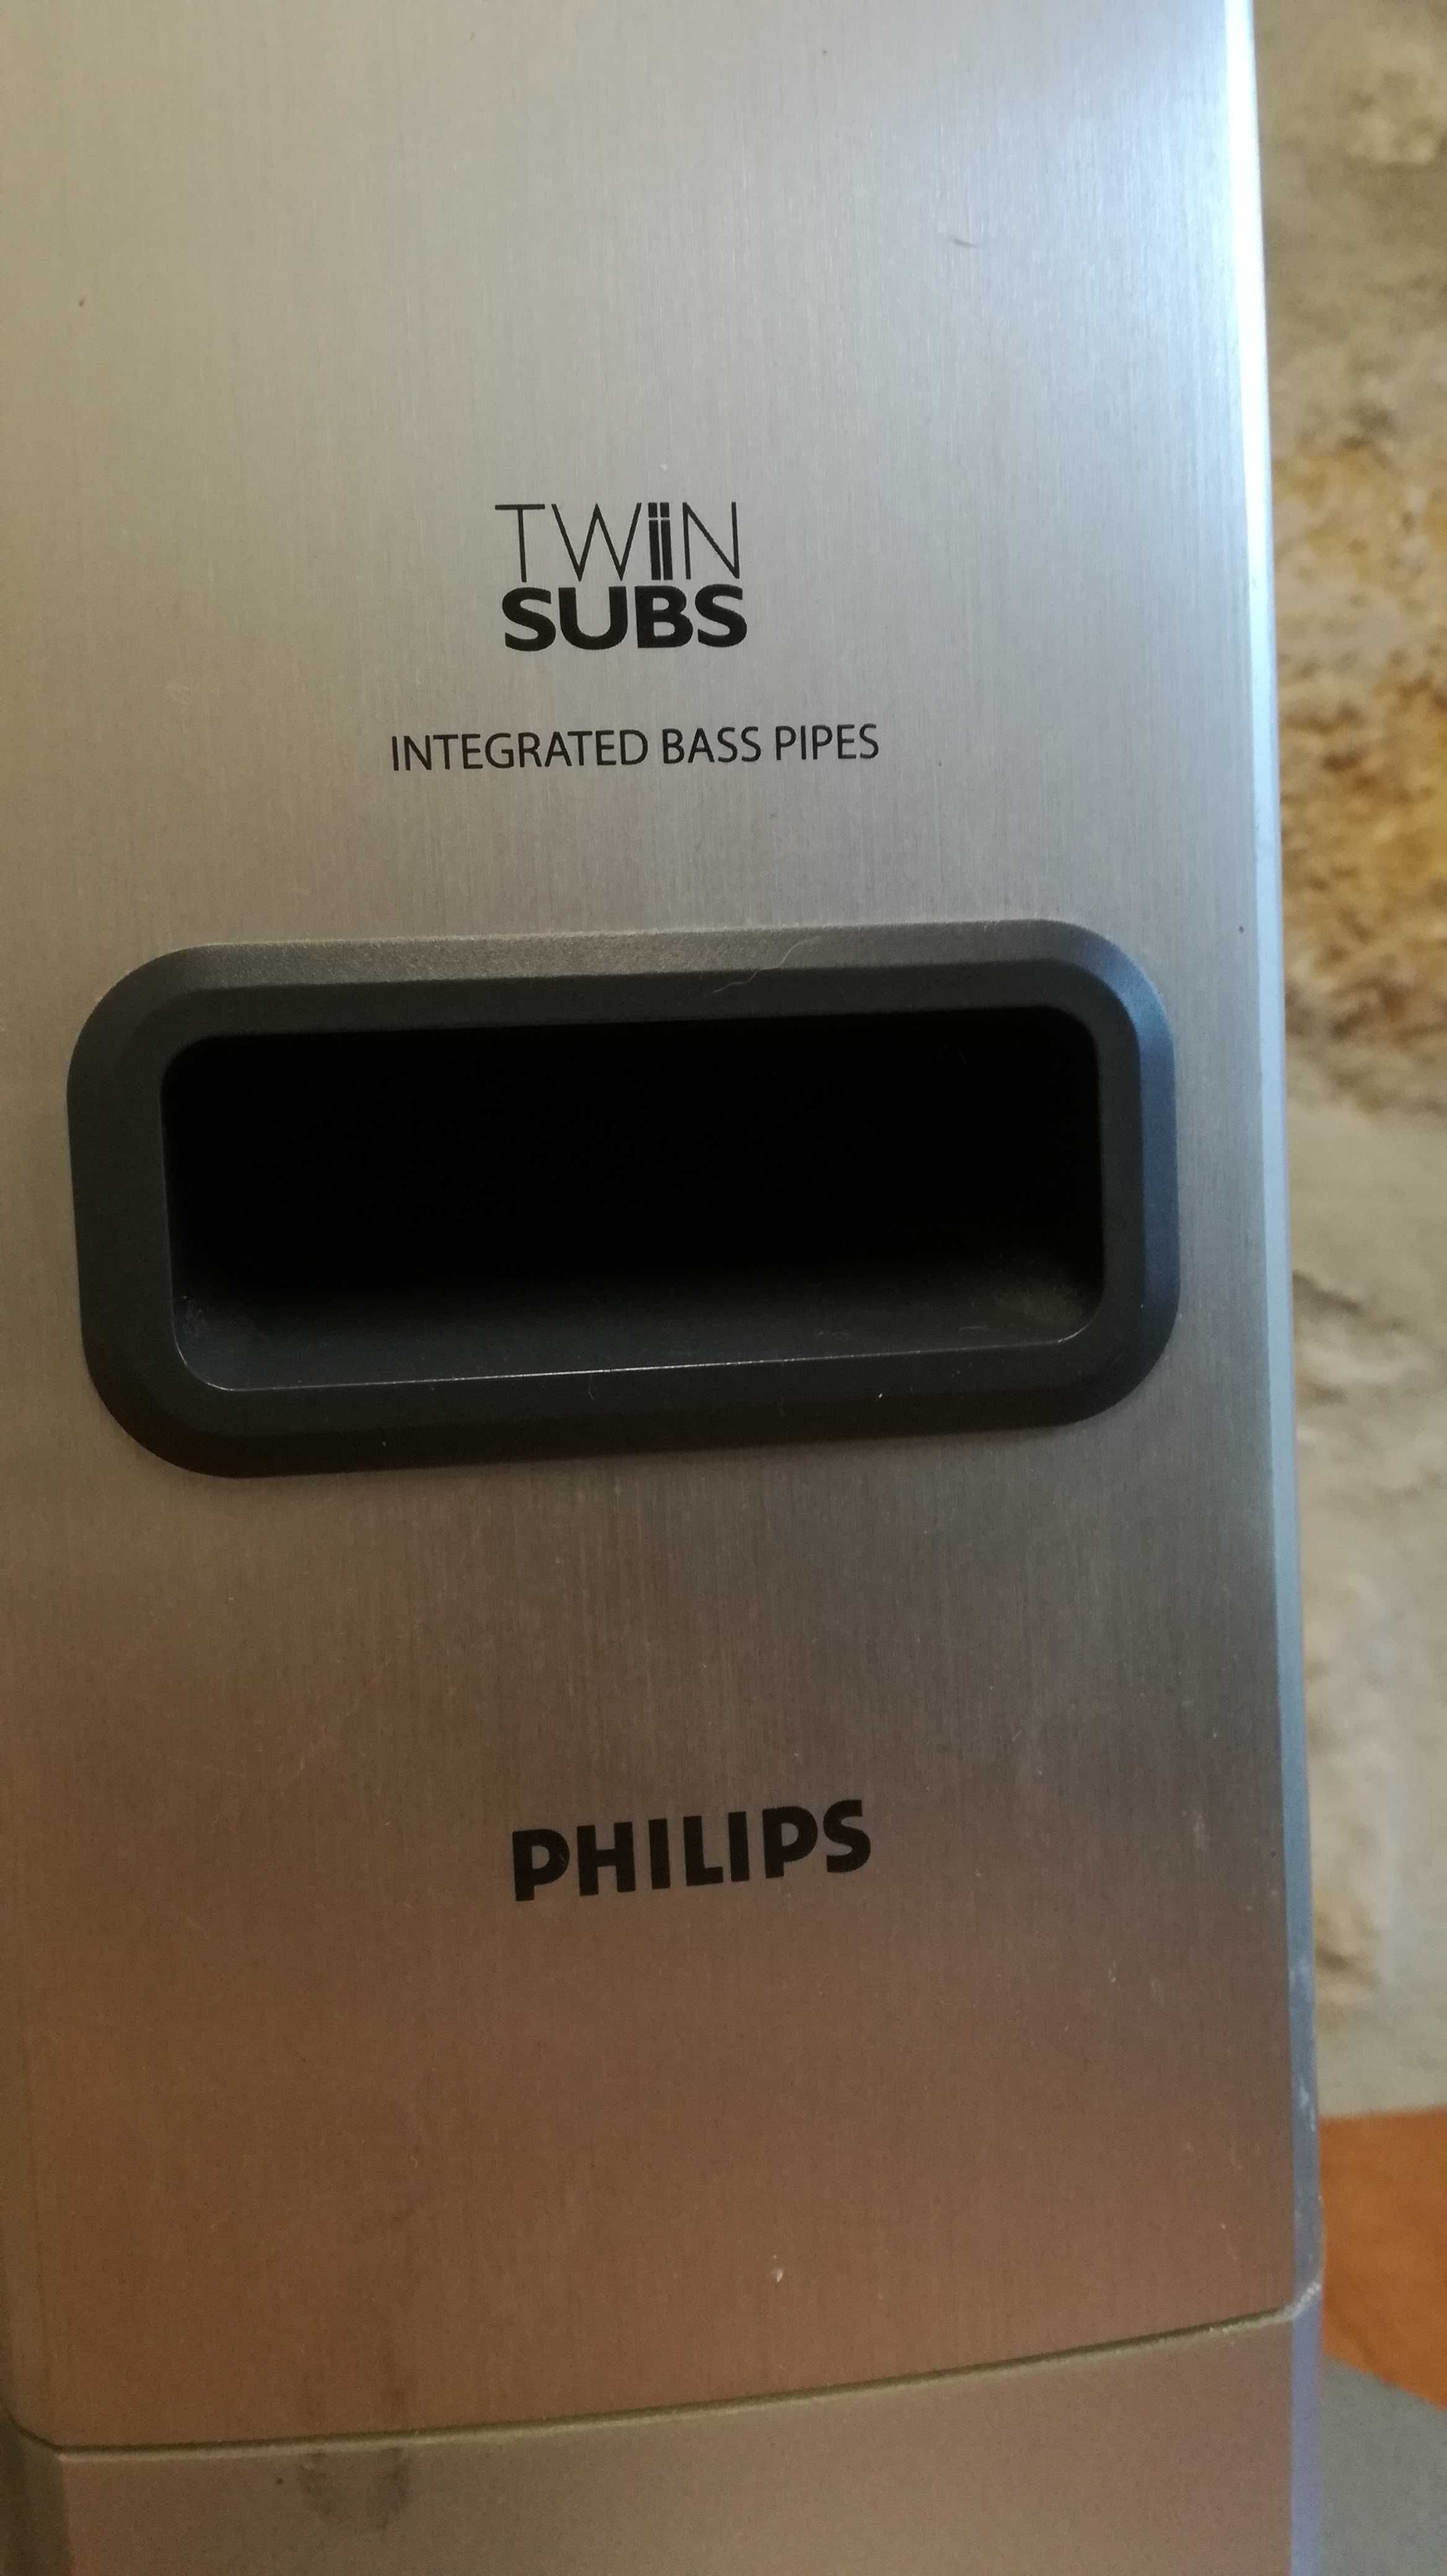 TWiiN
SUBS
INTEGRATED BASS PIPES
PHILIPS